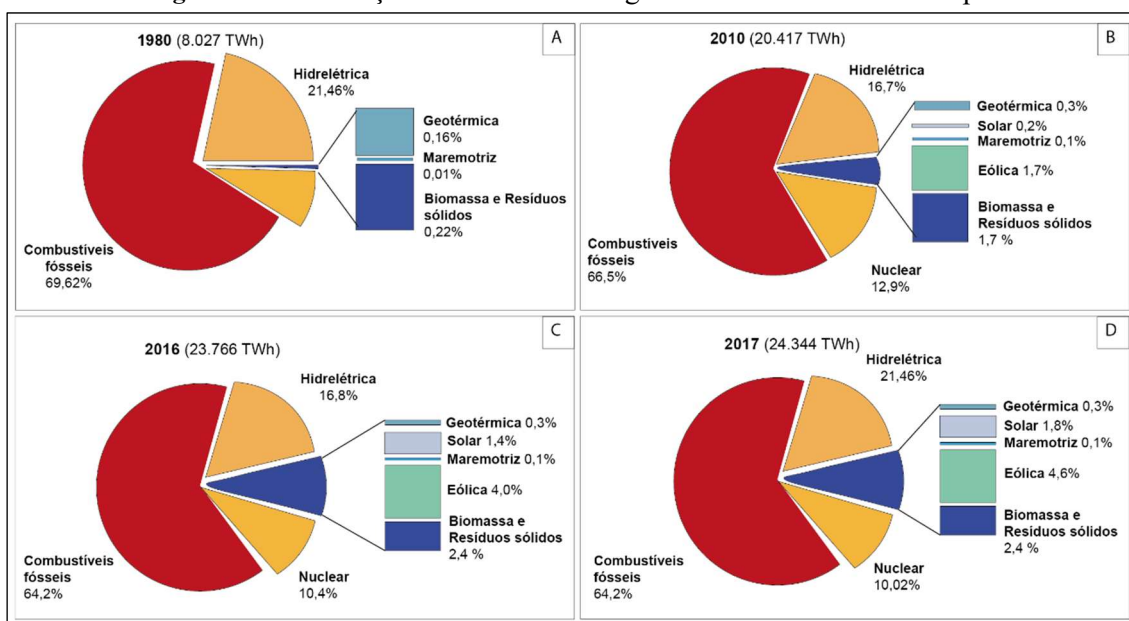 1980 (8.027 TWh)
A
Hidrelétrica
21,46%
Geotérmica
0,16%
Maremotriz
0,01%
Biomassa e Resíduos
sólidos
0,22%
Combustíveis
fósseis
69,62%
2010 (20.417 TWh)
B
Hidrelétrica
16,7%
Geotérmica 0,3%
Solar 0,2%
Maremotriz 0,1%
Eólica 1,7%
Biomassa e
Resíduos sólidos
1,7 %
Combustíveis
fósseis
66,5%
Nuclear
12,9%
2016 (23.766 TWh)
C
Hidrelétrica
16,8%
Geotérmica 0,3%
Solar 1,4%
Maremotriz 0,1%
Eólica 4,0%
Biomassa e
Resíduos sólidos
2,4 %
Combustíveis
fósseis
64,2%
Nuclear
10,4%
2017 (24.344 TWh)
D
Hidrelétrica
21,46%
Geotérmica 0,3%
Solar 1,8%
Maremotriz 0,1%
Eólica 4,6%
Biomassa e
Resíduos sólidos
2,4 %
Combustíveis
fósseis
64,2%
Nuclear
10,02%